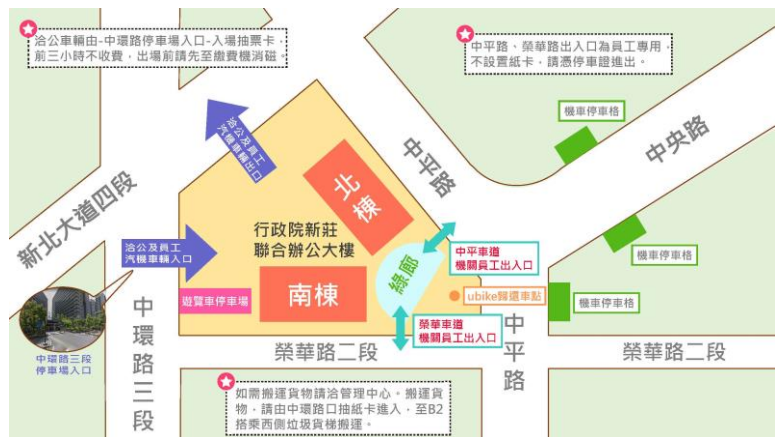 洽公車輛由-中環路停車場入口-入場抽票卡，
前三小時不收費，出場前請先至繳費機消磁。
中平路、榮華路出入口為員工專用，
不設置紙卡，請憑停車證進出。
機車停車格
洽公及員工
汽機車輛出口
中平路
中央路
北棟
新北大道四段
行政院新莊
聯合辦公大樓
洽公及員工
汽機車輛入口
中平車道
機關員工出入口
機車停車格
綠廊
遊覽車停車場
南棟
ubike歸還車點
機車停車格
榮華車道
機關員工出入口
中環路三段
停車場入口
中環路三段
榮華路二段
中平路
榮華路二段
如需搬運貨物請洽管理中心。搬運貨
物，請由中環路口抽紙卡進入，至B2
搭乘西側垃圾貨梯搬運。